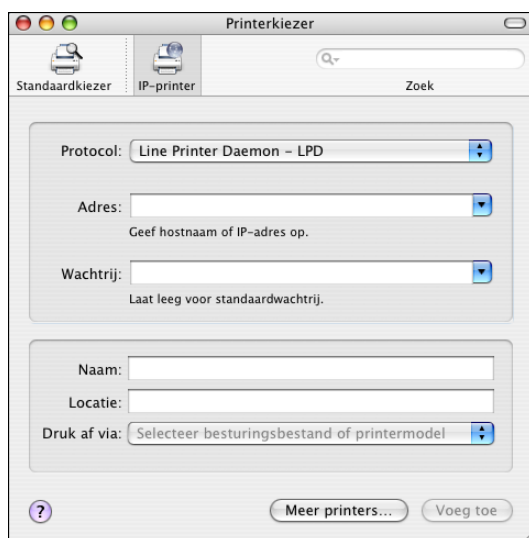 Printerkiezer
Standaardkiezer
IP-printer
Zoek
Protocol: Line Printer Daemon – LPD
Adres:
Geef hostnaam of IP-adres op.
Wachtrij:
Laat leeg voor standaardwachtrij.
Naam:
Locatie:
Druk af via: Selecteer besturingsbestand of printermodel
? Meer printers... Voeg toe